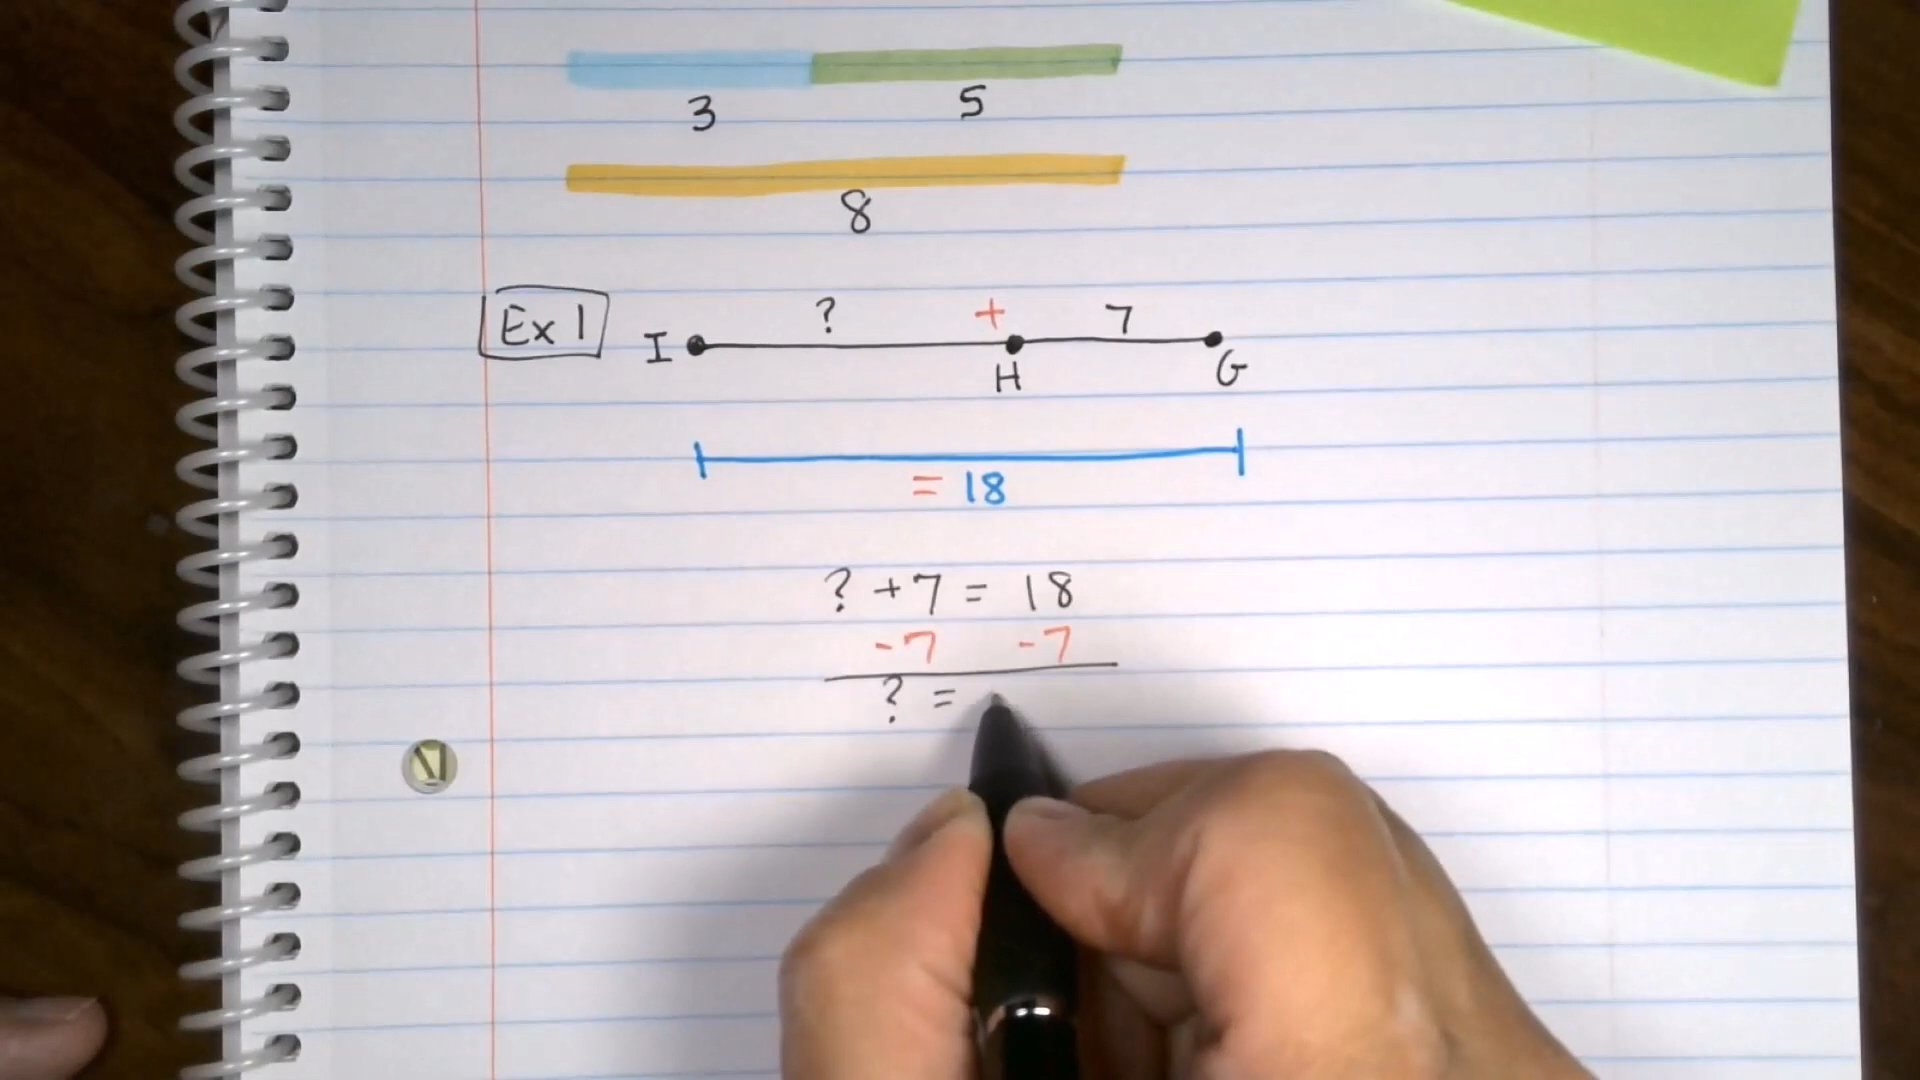 3 5
8
Ex 1
? + 7
I H G
= 18
? + 7 = 18
-7 -7
? =